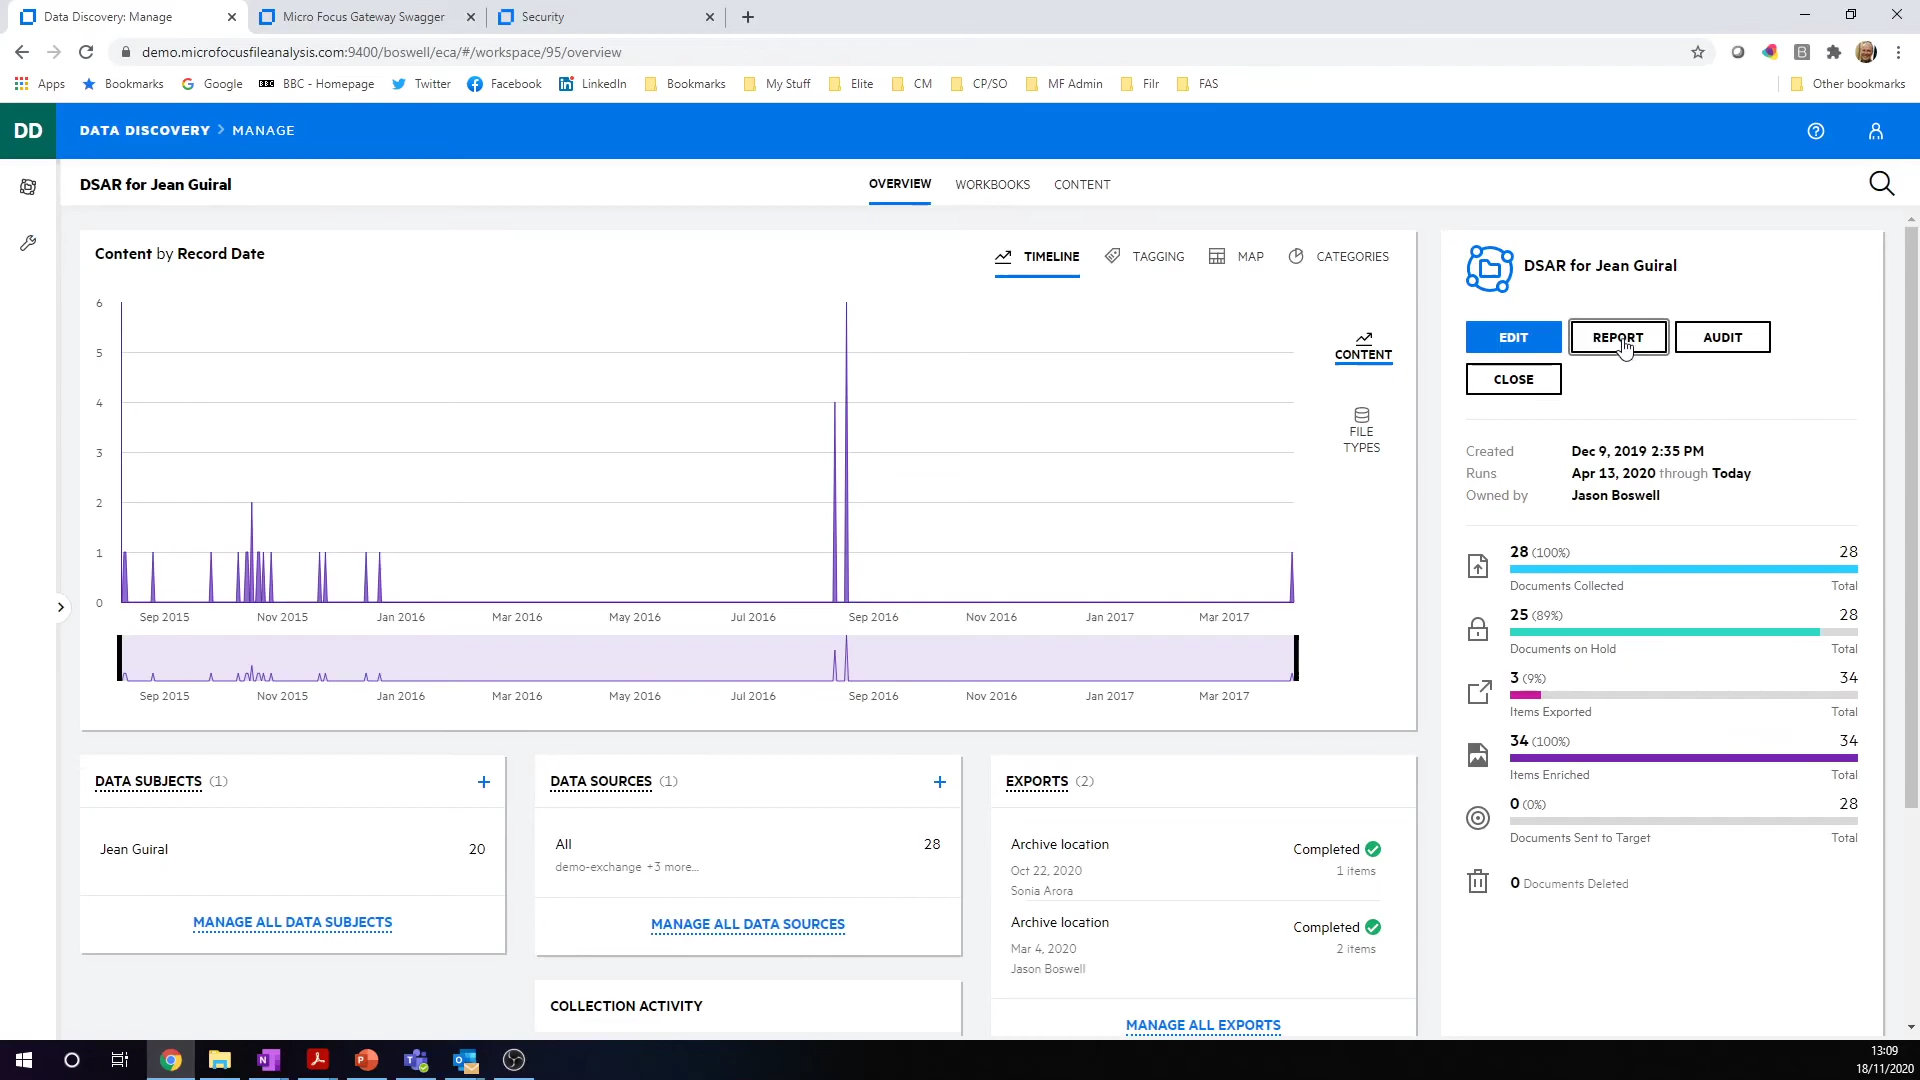 Data Discovery: Manage
Micro Focus Gateway Swagger
Security
demo.microfocusfileanalysis.com:9400/boswell/eca/#/workspace/95/overview
Apps
Bookmarks
Google
BBC - Homepage
Twitter
Facebook
LinkedIn
Bookmarks
My Stuff
Elite
CM
CP/SO
MF Admin
Filr
FAS
Other bookmarks
DD
DATA DISCOVERY > MANAGE
DSAR for Jean Guiral
OVERVIEW
WORKBOOKS
CONTENT
Content by Record Date
TIMELINE
TAGGING
MAP
CATEGORIES
6
5
4
3
2
1
0
Sep 2015
Nov 2015
Jan 2016
Mar 2016
May 2016
Jul 2016
Sep 2016
Nov 2016
Jan 2017
Mar 2017
Sep 2015
Nov 2015
Jan 2016
Mar 2016
May 2016
Jul 2016
Sep 2016
Nov 2016
Jan 2017
Mar 2017
CONTENT
FILE
TYPES
DSAR for Jean Guiral
EDIT
REPORT
AUDIT
CLOSE
Created Dec 9, 2019 2:35 PM
Runs Apr 13, 2020 through Today
Owned by Jason Boswell
28 (100%) 28
Documents Collected Total
25 (89%) 28
Documents on Hold Total
3 (9%) 34
Items Exported Total
34 (100%) 34
Items Enriched Total
0 (0%) 28
Documents Sent to Target Total
0 Documents Deleted
DATA SUBJECTS (1) +
Jean Guiral 20
MANAGE ALL DATA SUBJECTS
DATA SOURCES (1) +
All 28
demo-exchange +3 more...
MANAGE ALL DATA SOURCES
COLLECTION ACTIVITY
EXPORTS (2)
Archive location Completed
Oct 22, 2020 1 items
Sonia Arora
Archive location Completed
Mar 4, 2020 2 items
Jason Boswell
MANAGE ALL EXPORTS
13:09
18/11/2020